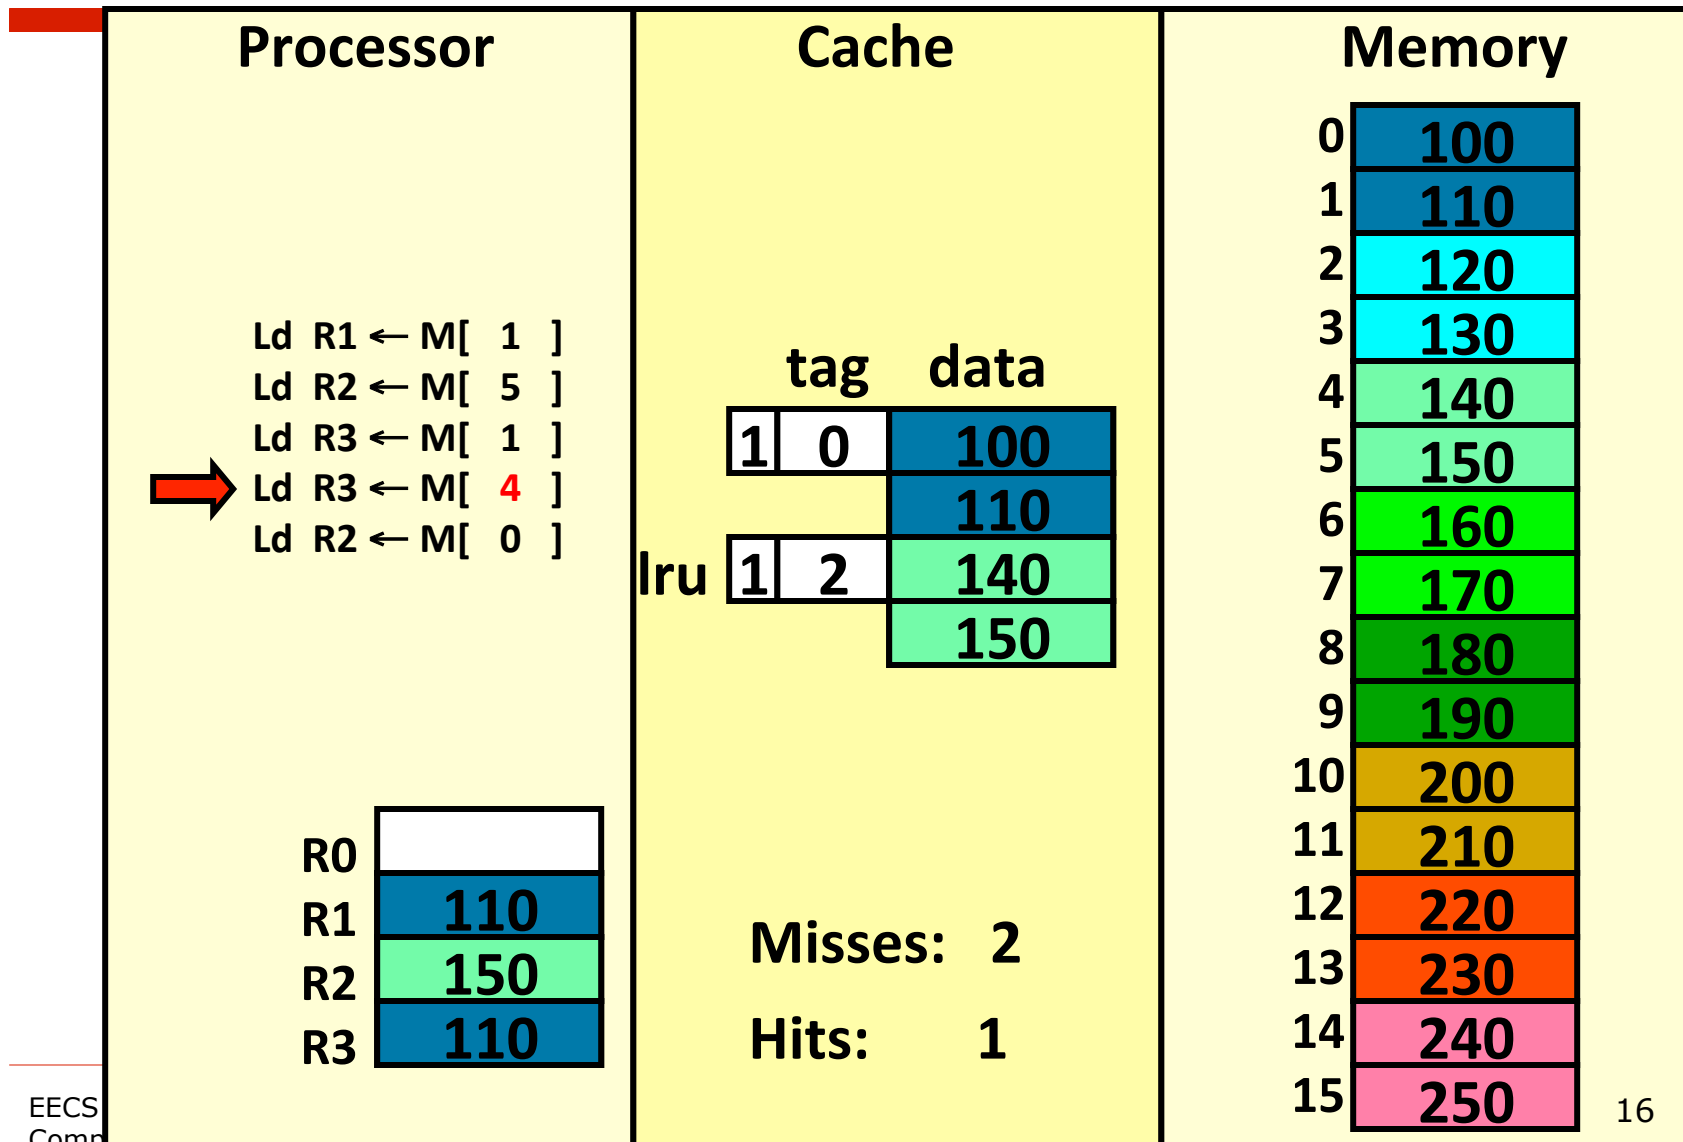 Processor
Ld R1 ← M[ 1 ]
Ld R2 ← M[ 5 ]
Ld R3 ← M[ 1 ]
Ld R3 ← M[ 4 ]
Ld R2 ← M[ 0 ]
R0
R1 110
R2 150
R3 110
Cache
tag data
1 0 100
110
lru 1 2 140
150
Misses: 2
Hits: 1
Memory
0 100
1 110
2 120
3 130
4 140
5 150
6 160
7 170
8 180
9 190
10 200
11 210
12 220
13 230
14 240
15 250
EECS
Comp
16